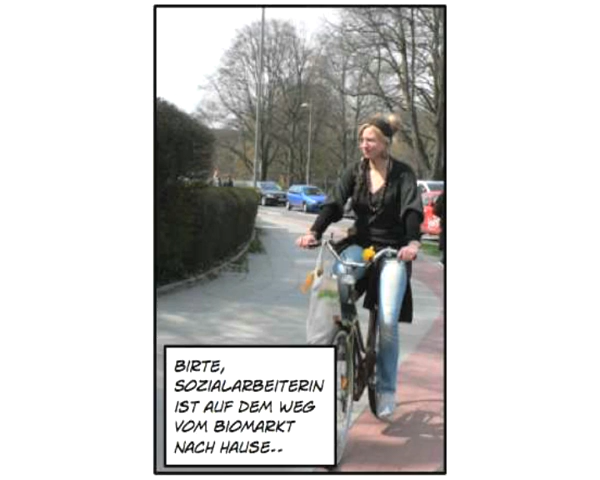 BIRTE,
SOZIALARBEITERIN
IST AUF DEM WEG
VOM BIOMARKT
NACH HAUSE..